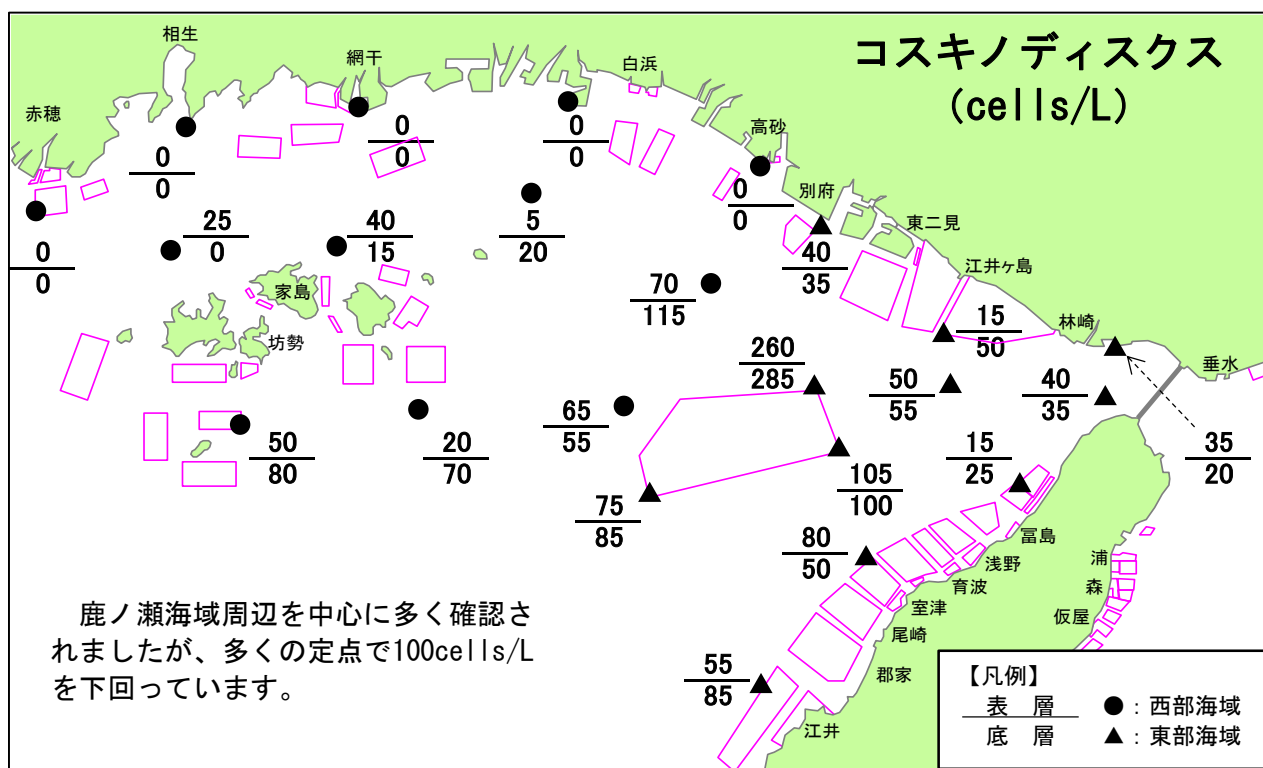 コスキノディスクス
(cells/L)
相生
網干
白浜
赤穂
高砂
別府
東二見
江井ヶ島
林崎
垂水
家島
坊勢
0
0
0
0
0
0
0
0
0
0
25
0
40
15
5
20
40
35
70
115
15
50
260
285
50
55
40
35
35
20
65
55
50
80
20
70
15
25
105
100
75
85
80
50
55
85
冨島
浅野
育波
室津
尾崎
郡家
江井
浦
森
仮屋
鹿ノ瀬海域周辺を中心に多く確認さ
れましたが、多くの定点で100cells/L
を下回っています。
【凡例】
表 層 ●:西部海域
底 層 ▲:東部海域